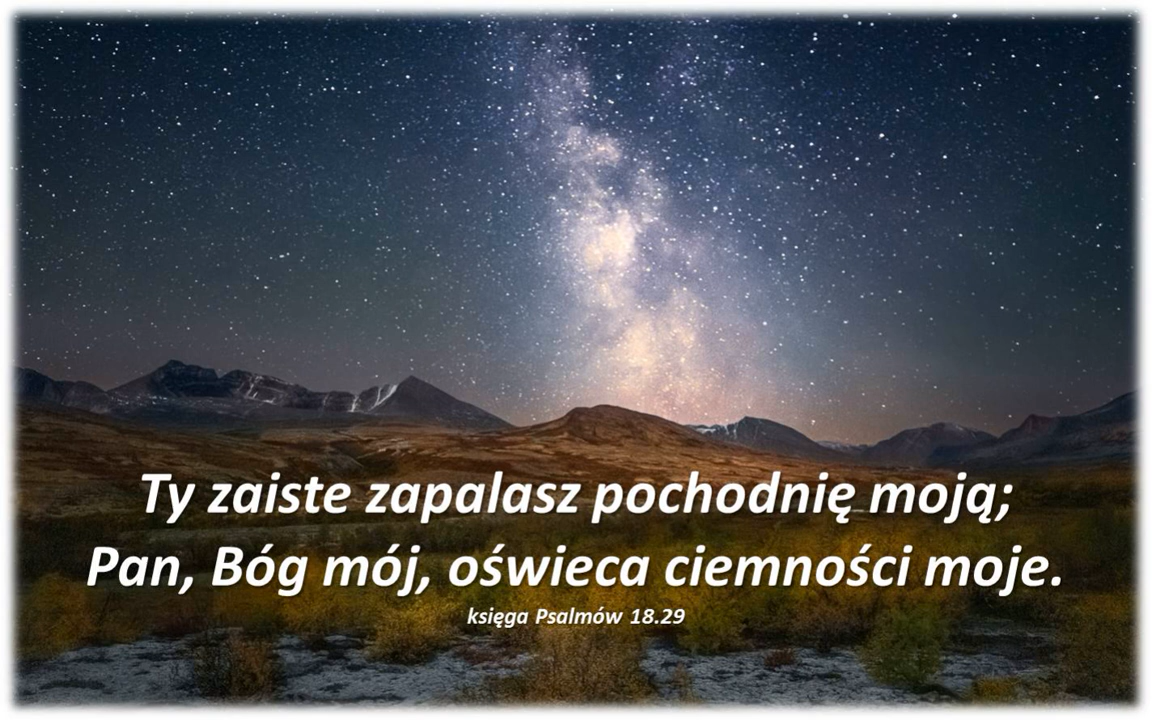 Ty zaiste zapalasz pochodnię moją;
Pan, Bóg mój, oświeca ciemności moje.
księga Psalmów 18.29